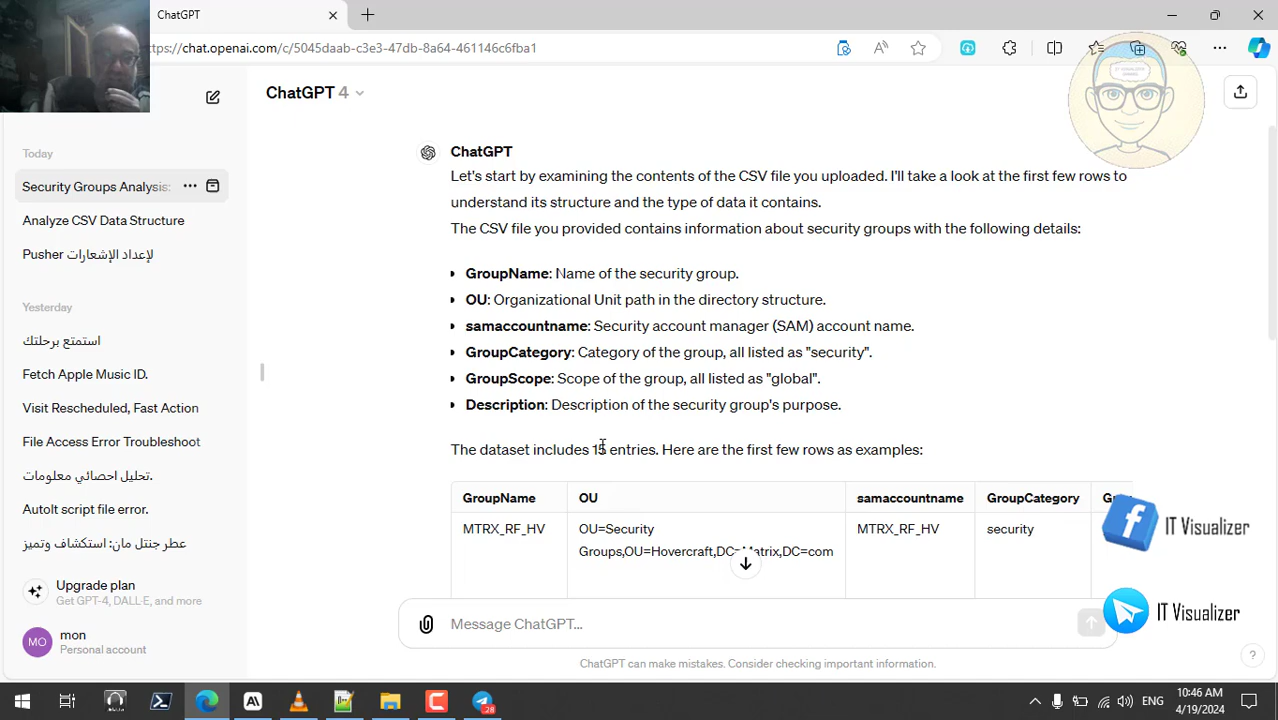 ChatGPT
ttps://chat.openai.com/c/5045daab-c3e3-47db-8a64-461146c6fba1
ChatGPT 4
Today
Security Groups Analysis:
Analyze CSV Data Structure
Pusher لإعداد الإشعارات
Yesterday
استمتع برحلتك
Fetch Apple Music ID.
Visit Rescheduled, Fast Action
File Access Error Troubleshoot
تحليل احصائي معلومات.
AutoIt script file error.
عطر جنتل مان: استكشاف وتميز
Upgrade plan
Get GPT-4, DALL·E, and more
MO
mon
Personal account
ChatGPT
Let's start by examining the contents of the CSV file you uploaded. I'll take a look at the first few rows to
understand its structure and the type of data it contains.
The CSV file you provided contains information about security groups with the following details:
GroupName: Name of the security group.
OU: Organizational Unit path in the directory structure.
samaccountname: Security account manager (SAM) account name.
GroupCategory: Category of the group, all listed as "security".
GroupScope: Scope of the group, all listed as "global".
Description: Description of the security group's purpose.
The dataset includes 15 entries. Here are the first few rows as examples:
GroupName OU samaccountname GroupCategory
MTRX_RF_HV OU=Security MTRX_RF_HV security
Groups,OU=Hovercraft,DC=Matrix,DC=com
Message ChatGPT...
ChatGPT can make mistakes. Consider checking important information.
?
IT Visualizer
IT Visualizer
28
ENG
10:46 AM
4/19/2024